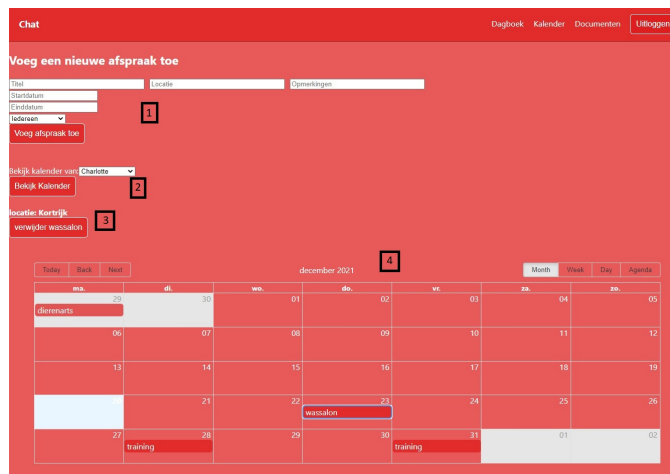 Chat Dagboek Kalender Documenten Uitloggen
Voeg een nieuwe afspraak toe
Titel Locatie Opmerkingen
Startdatum
Einddatum
1
Iedereen
Voeg afspraak toe
Bekijk kalender van: Charlotte
Bekijk Kalender 2
locatie: Kortrijk
verwijder wassalon 3
4
Today Back Next december 2021 Month Week Day Agenda
ma. di. wo. do. vr. za. zo.
29 30 01 02 03 04 05
dierenarts
06 07 08 09 10 11 12
13 14 15 16 17 18 19
21 22 23 24 25 26
wassalon
27 28 29 30 31 01 02
training training